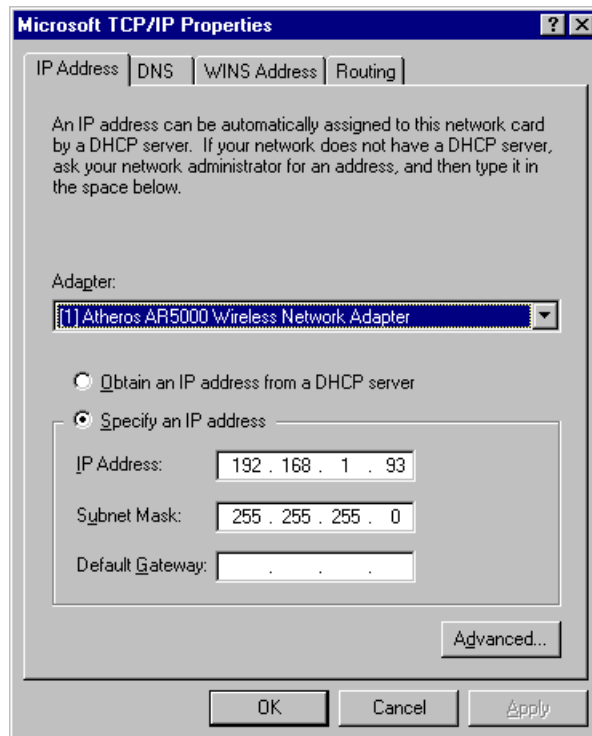 Microsoft TCP/IP Properties
IP Address DNS WINS Address Routing
An IP address can be automatically assigned to this network card
by a DHCP server. If your network does not have a DHCP server,
ask your network administrator for an address, and then type it in
the space below.
Adapter:
[1] Atheros AR5000 Wireless Network Adapter
Obtain an IP address from a DHCP server
Specify an IP address
IP Address: 192 . 168 . 1 . 93
Subnet Mask: 255 . 255 . 255 . 0
Default Gateway: . . .
Advanced...
OK Cancel Apply